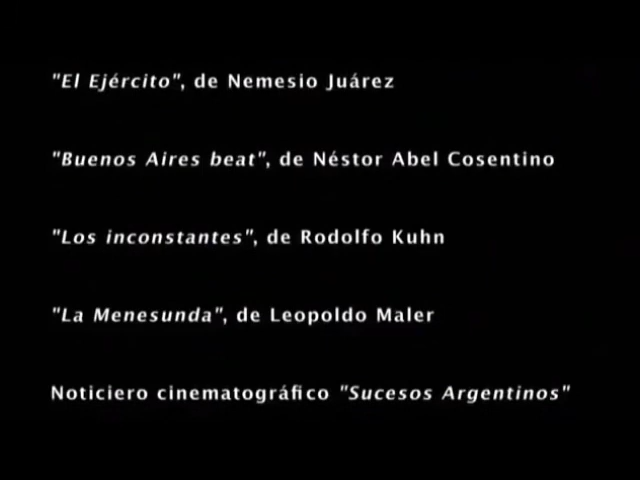 "El Ejército", de Nemesio Juárez
"Buenos Aires beat", de Néstor Abel Cosentino
"Los inconstantes", de Rodolfo Kuhn
"La Menesunda", de Leopoldo Maler
Noticiero cinematográfico "Sucesos Argentinos"